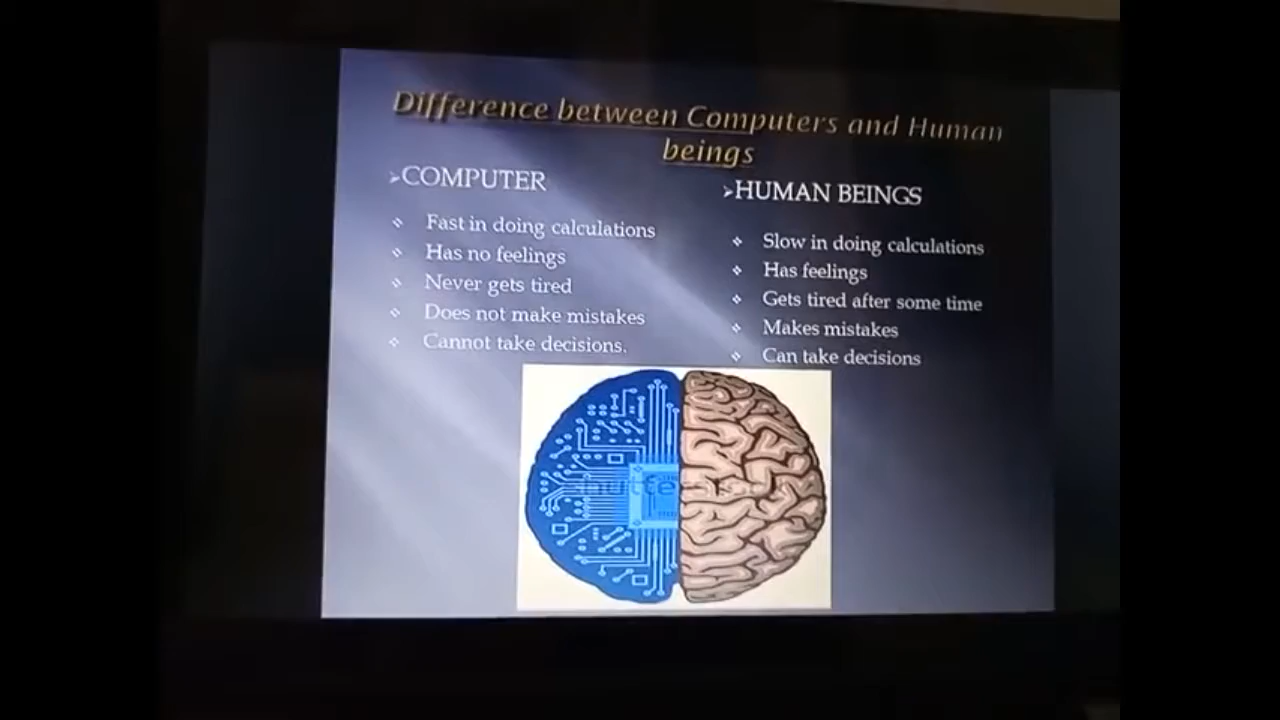 Difference between Computers and Human
beings
➢COMPUTER
❖ Fast in doing calculations
❖ Has no feelings
❖ Never gets tired
❖ Does not make mistakes
❖ Cannot take decisions.
➢HUMAN BEINGS
❖ Slow in doing calculations
❖ Has feelings
❖ Gets tired after some time
❖ Makes mistakes
❖ Can take decisions